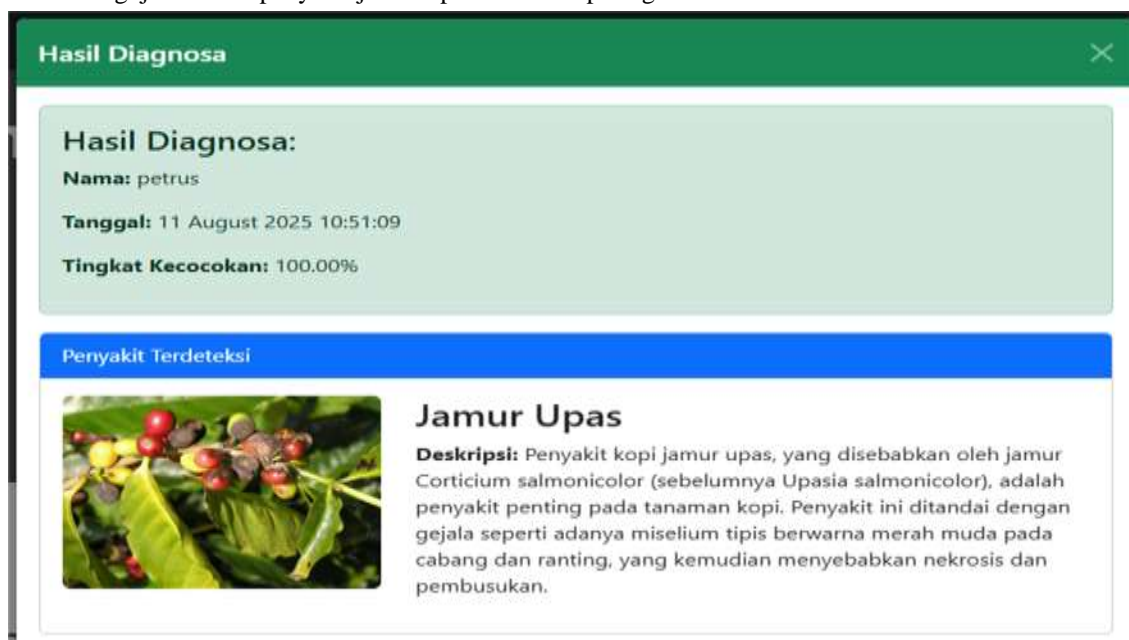 Hasil Diagnosa
Hasil Diagnosa:
Nama: petrus
Tanggal: 11 August 2025 10:51:09
Tingkat Kecocokan: 100.00%
Penyakit Terdeteksi
Jamur Upas
Deskripsi: Penyakit kopi jamur upas, yang disebabkan oleh jamur
Corticium salmonicolor (sebelumnya Upasia salmonicolor), adalah
penyakit penting pada tanaman kopi. Penyakit ini ditandai dengan
gejala seperti adanya miselium tipis berwarna merah muda pada
cabang dan ranting, yang kemudian menyebabkan nekrosis dan
pembusukan.